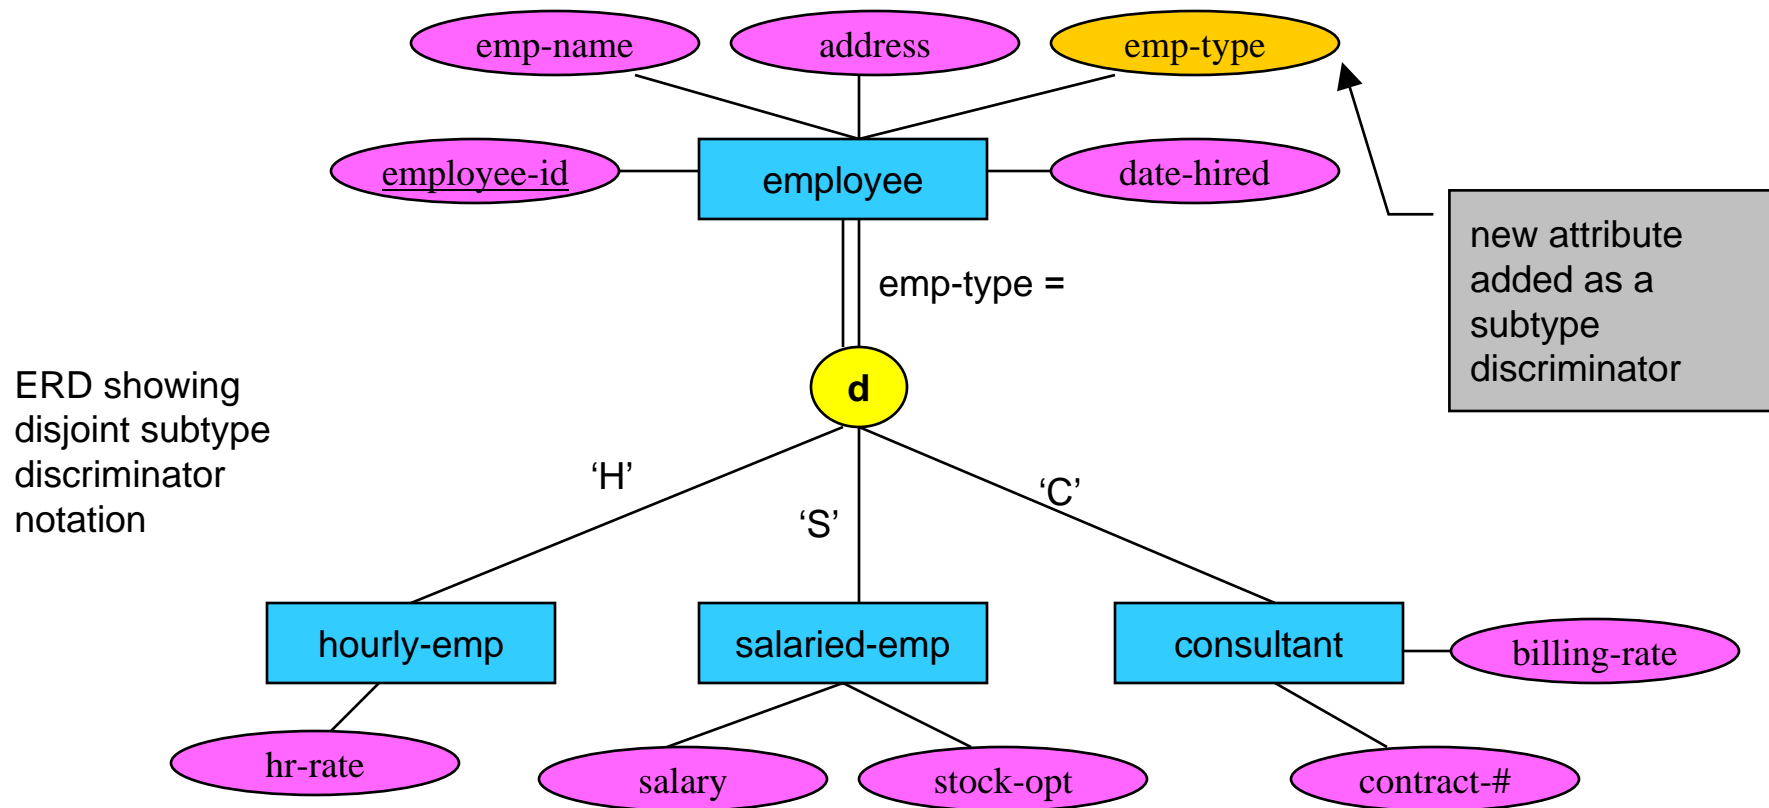 emp-name
address
emp-type
employee-id
employee
date-hired
new attribute
added as a
subtype
discriminator
emp-type =
d
ERD showing
disjoint subtype
discriminator
notation
‘H’
‘S’
‘C’
hourly-emp
salaried-emp
consultant
billing-rate
hr-rate
salary
stock-opt
contract-#